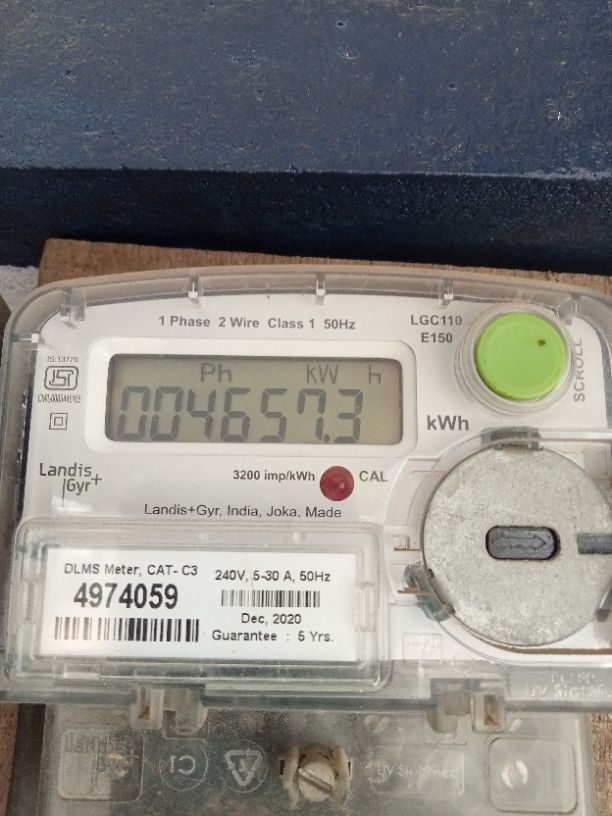 1 Phase 2 Wire Class 1 50Hz
LGC110
E150
IS:13779
ISI
Ph kW h
004657.3
kWh
SCROLL
Landis
Gyr+
3200 imp/kWh
CAL
Landis+Gyr, India, Joka, Made
DLMS Meter, CAT- C3
4974059
240V, 5-30 A, 50Hz
Dec, 2020
Guarantee : 5 Yrs.